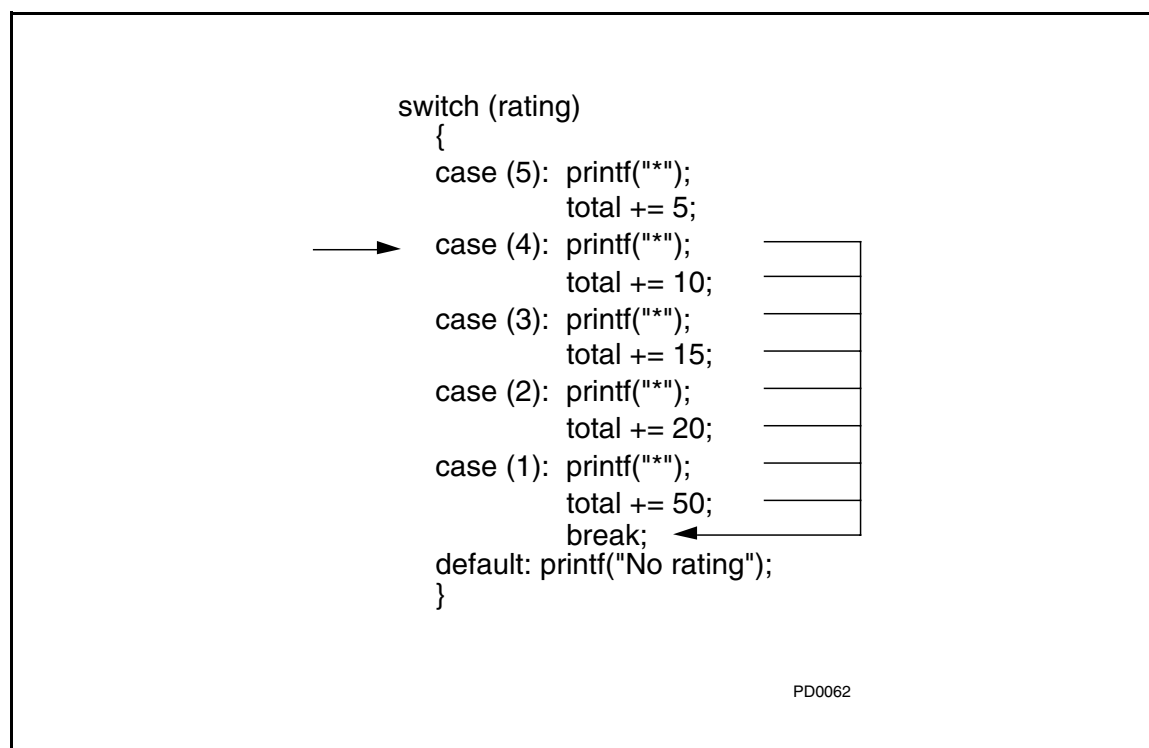 switch (rating)
{
case (5): printf("*");
total += 5;
case (4): printf("*");
total += 10;
case (3): printf("*");
total += 15;
case (2): printf("*");
total += 20;
case (1): printf("*");
total += 50;
break;
default: printf("No rating");
}
PD0062